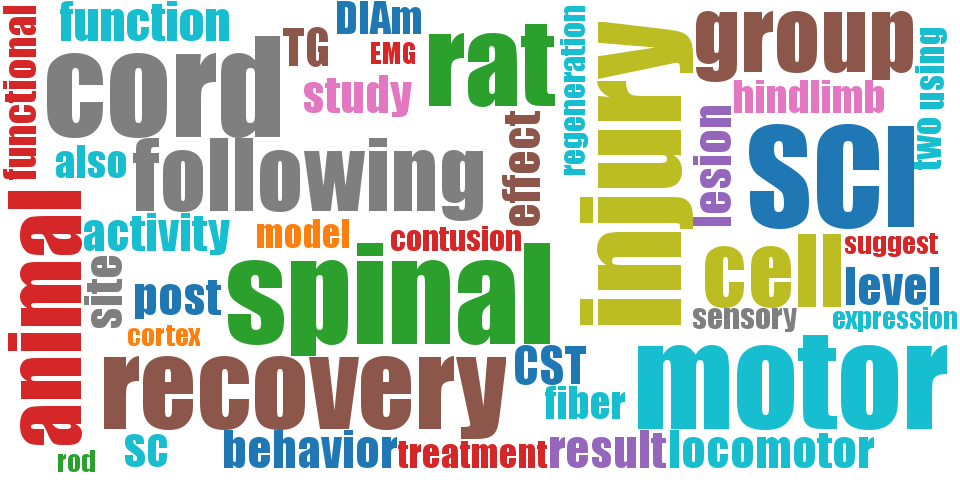 functional
function
cord
TG
DIAm
EMG
study
rat
regeneration
injury
group
hindlimb
two using
also
following
effect
lesion
SCI
animal
activity
model
contusion
cell
suggest
site
post
spinal
level
sensory
expression
cortex
recovery
CST
fiber
motor
rod
sc
behavior
treatment
result
locomotor